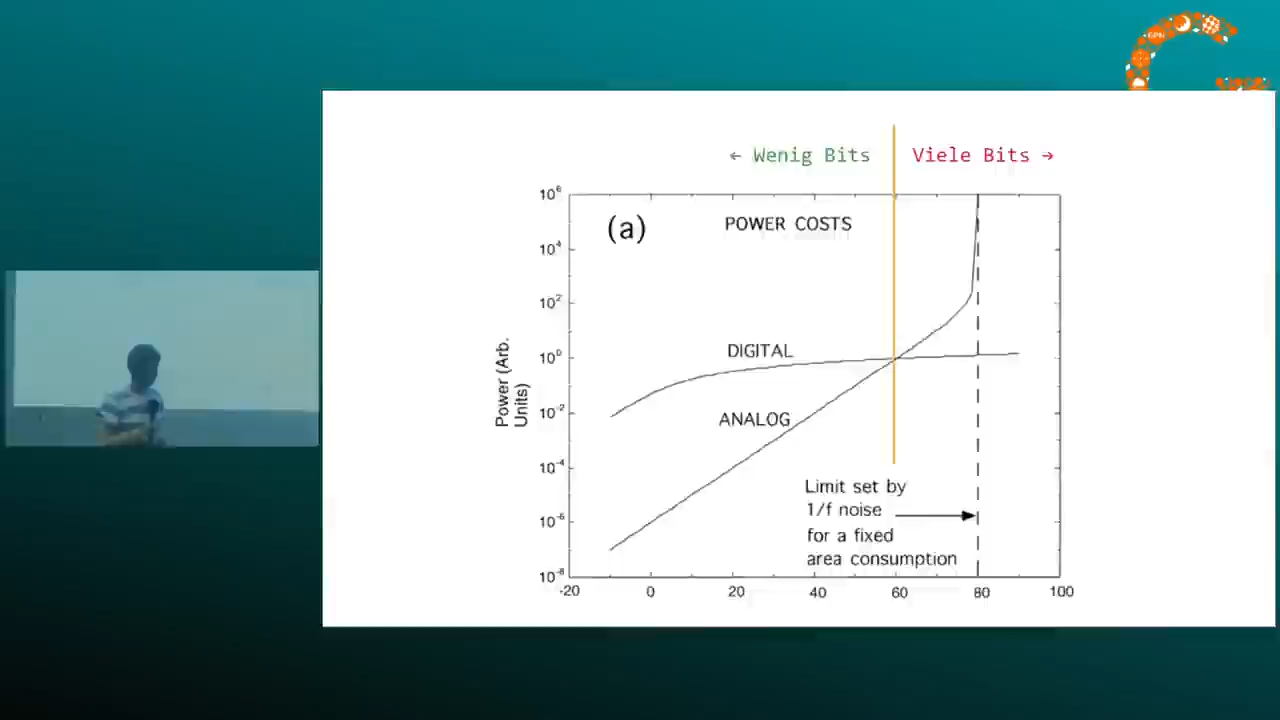 ← Wenig Bits
Viele Bits →
(a)
POWER COSTS
DIGITAL
ANALOG
Limit set by
1/f noise
for a fixed
area consumption
Power (Arb.
Units)
10⁶
10⁴
10²
10⁰
10⁻²
10⁻⁴
10⁻⁶
10⁻⁸
-20 0 20 40 60 80 100